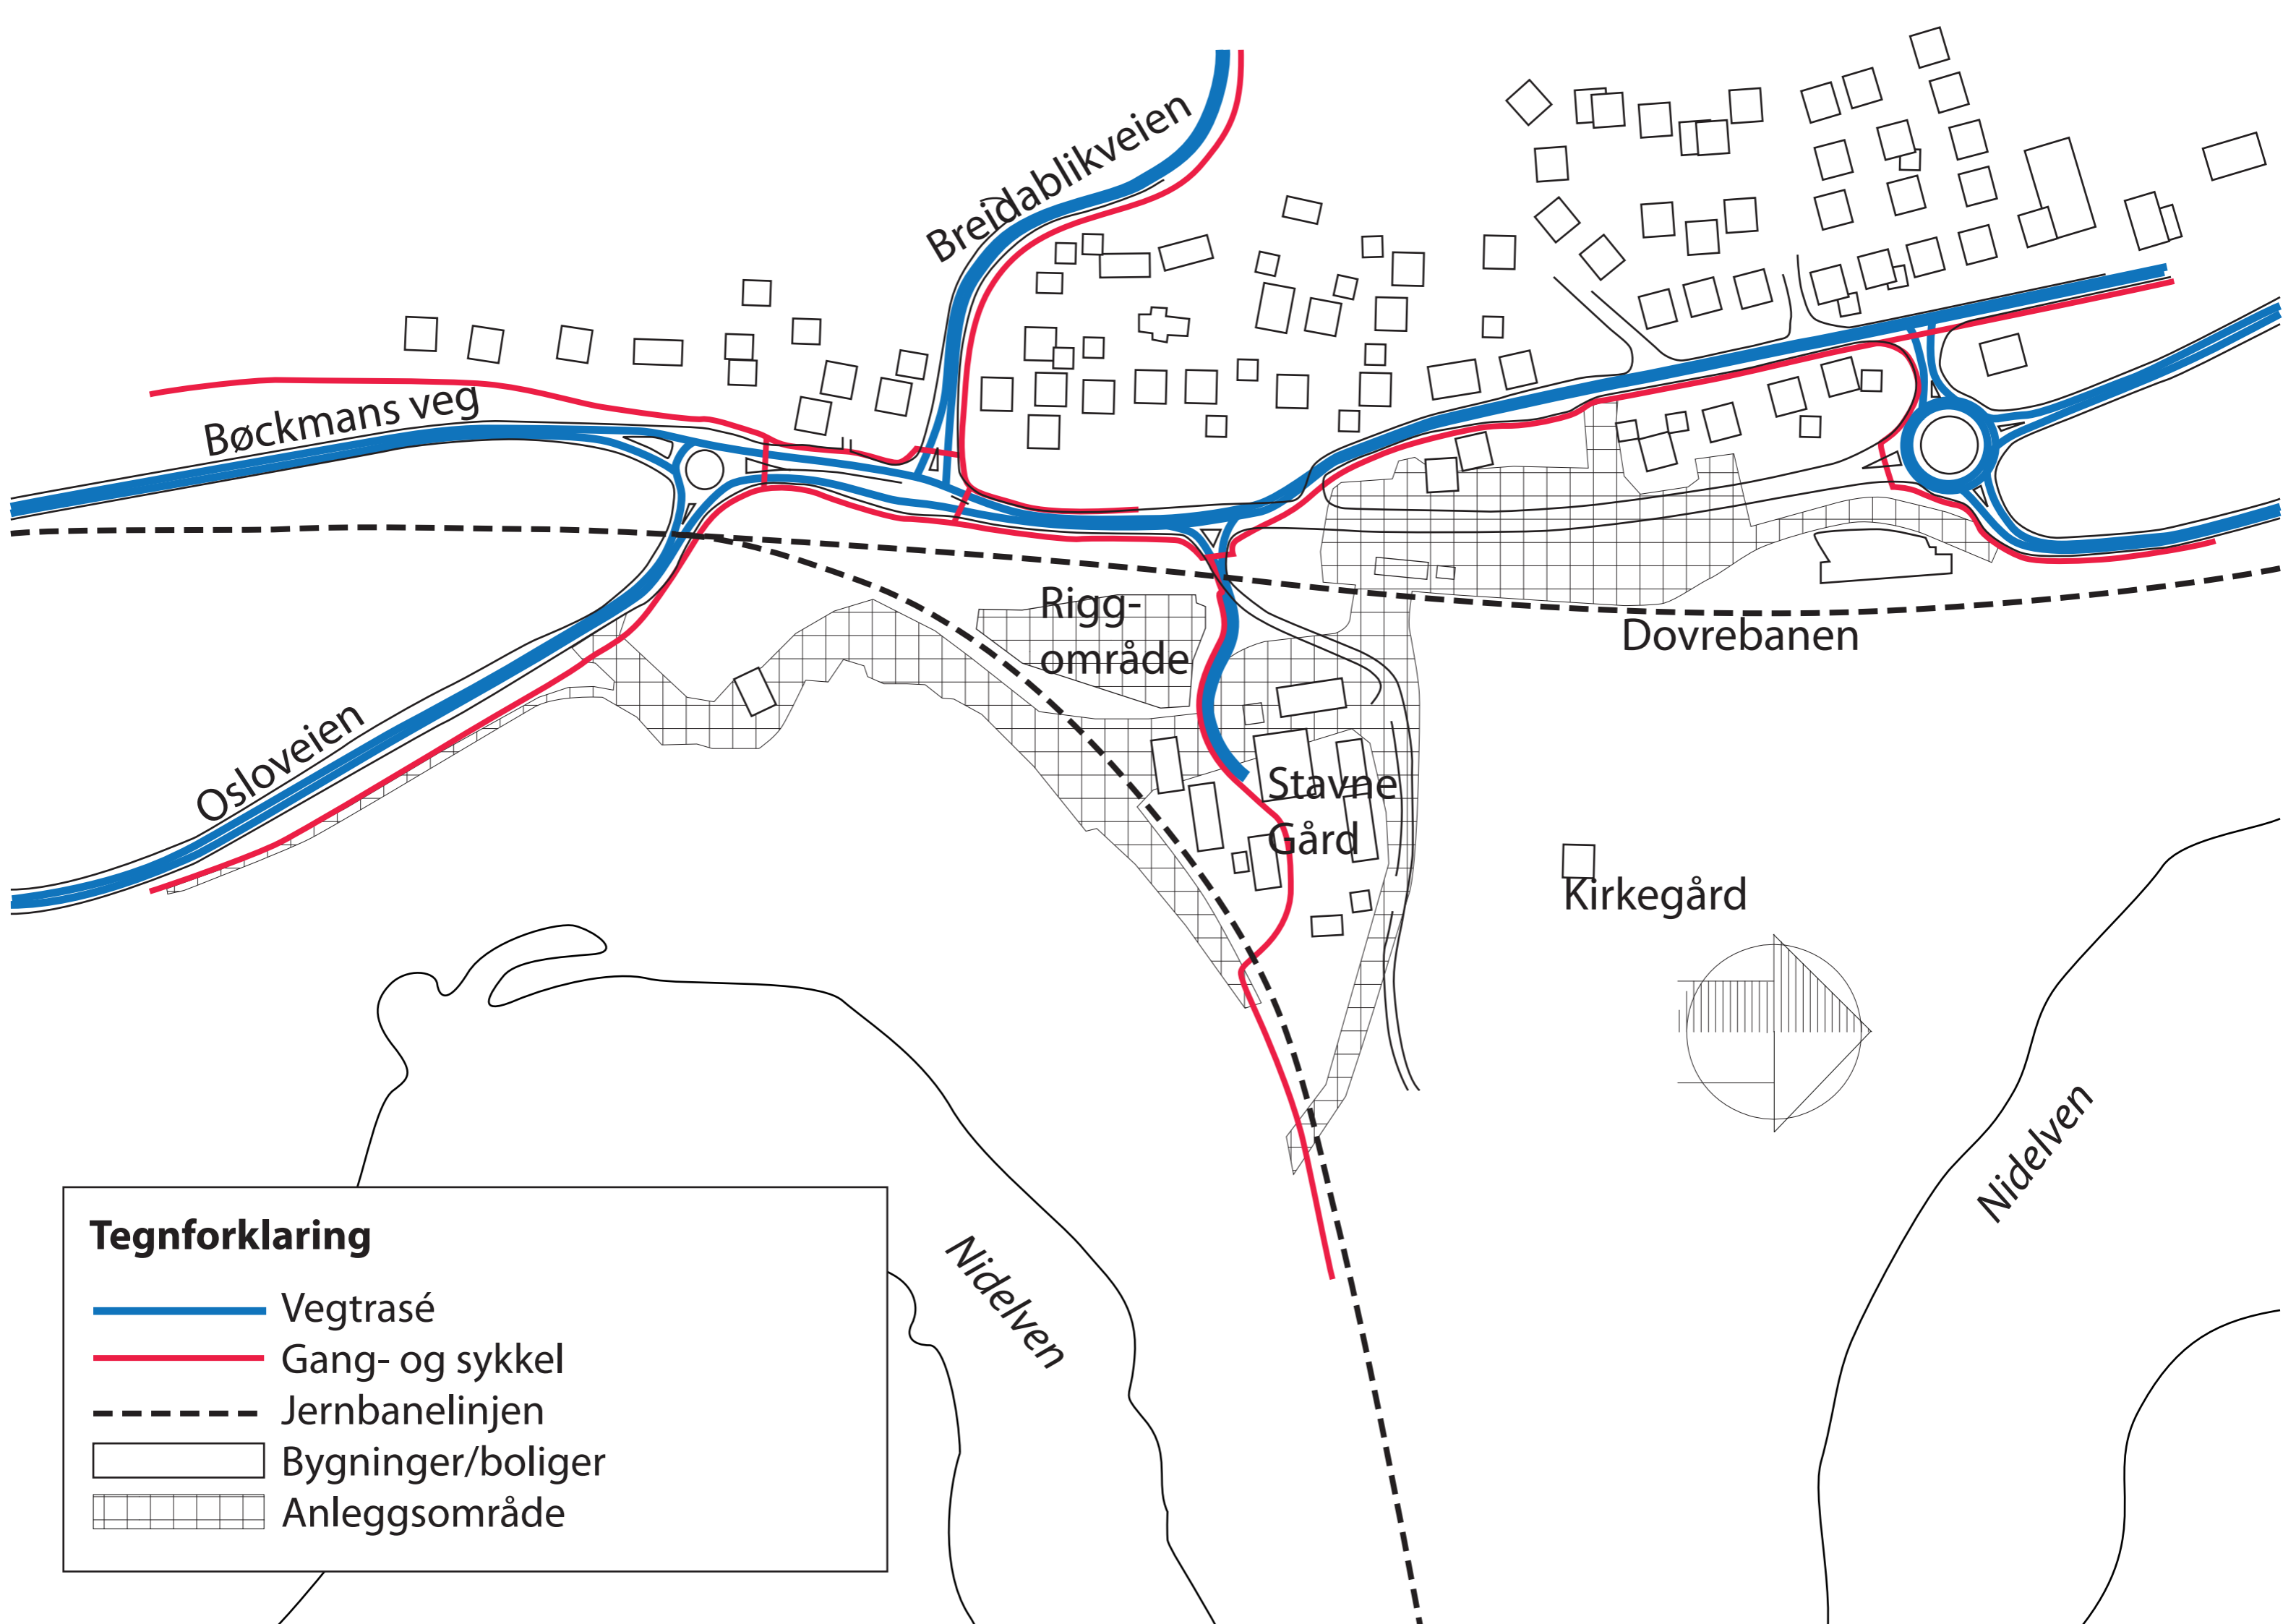 Breidablikveien
Bøckmans veg
Rigg-
område
Dovrebanen
Osloveien
Stavne
Gård
Kirkegård
Nidelven
Nidelven
Tegnforklaring
Vegtrasé
Gang- og sykkel
Jernbanelinjen
Bygninger/boliger
Anleggsområde